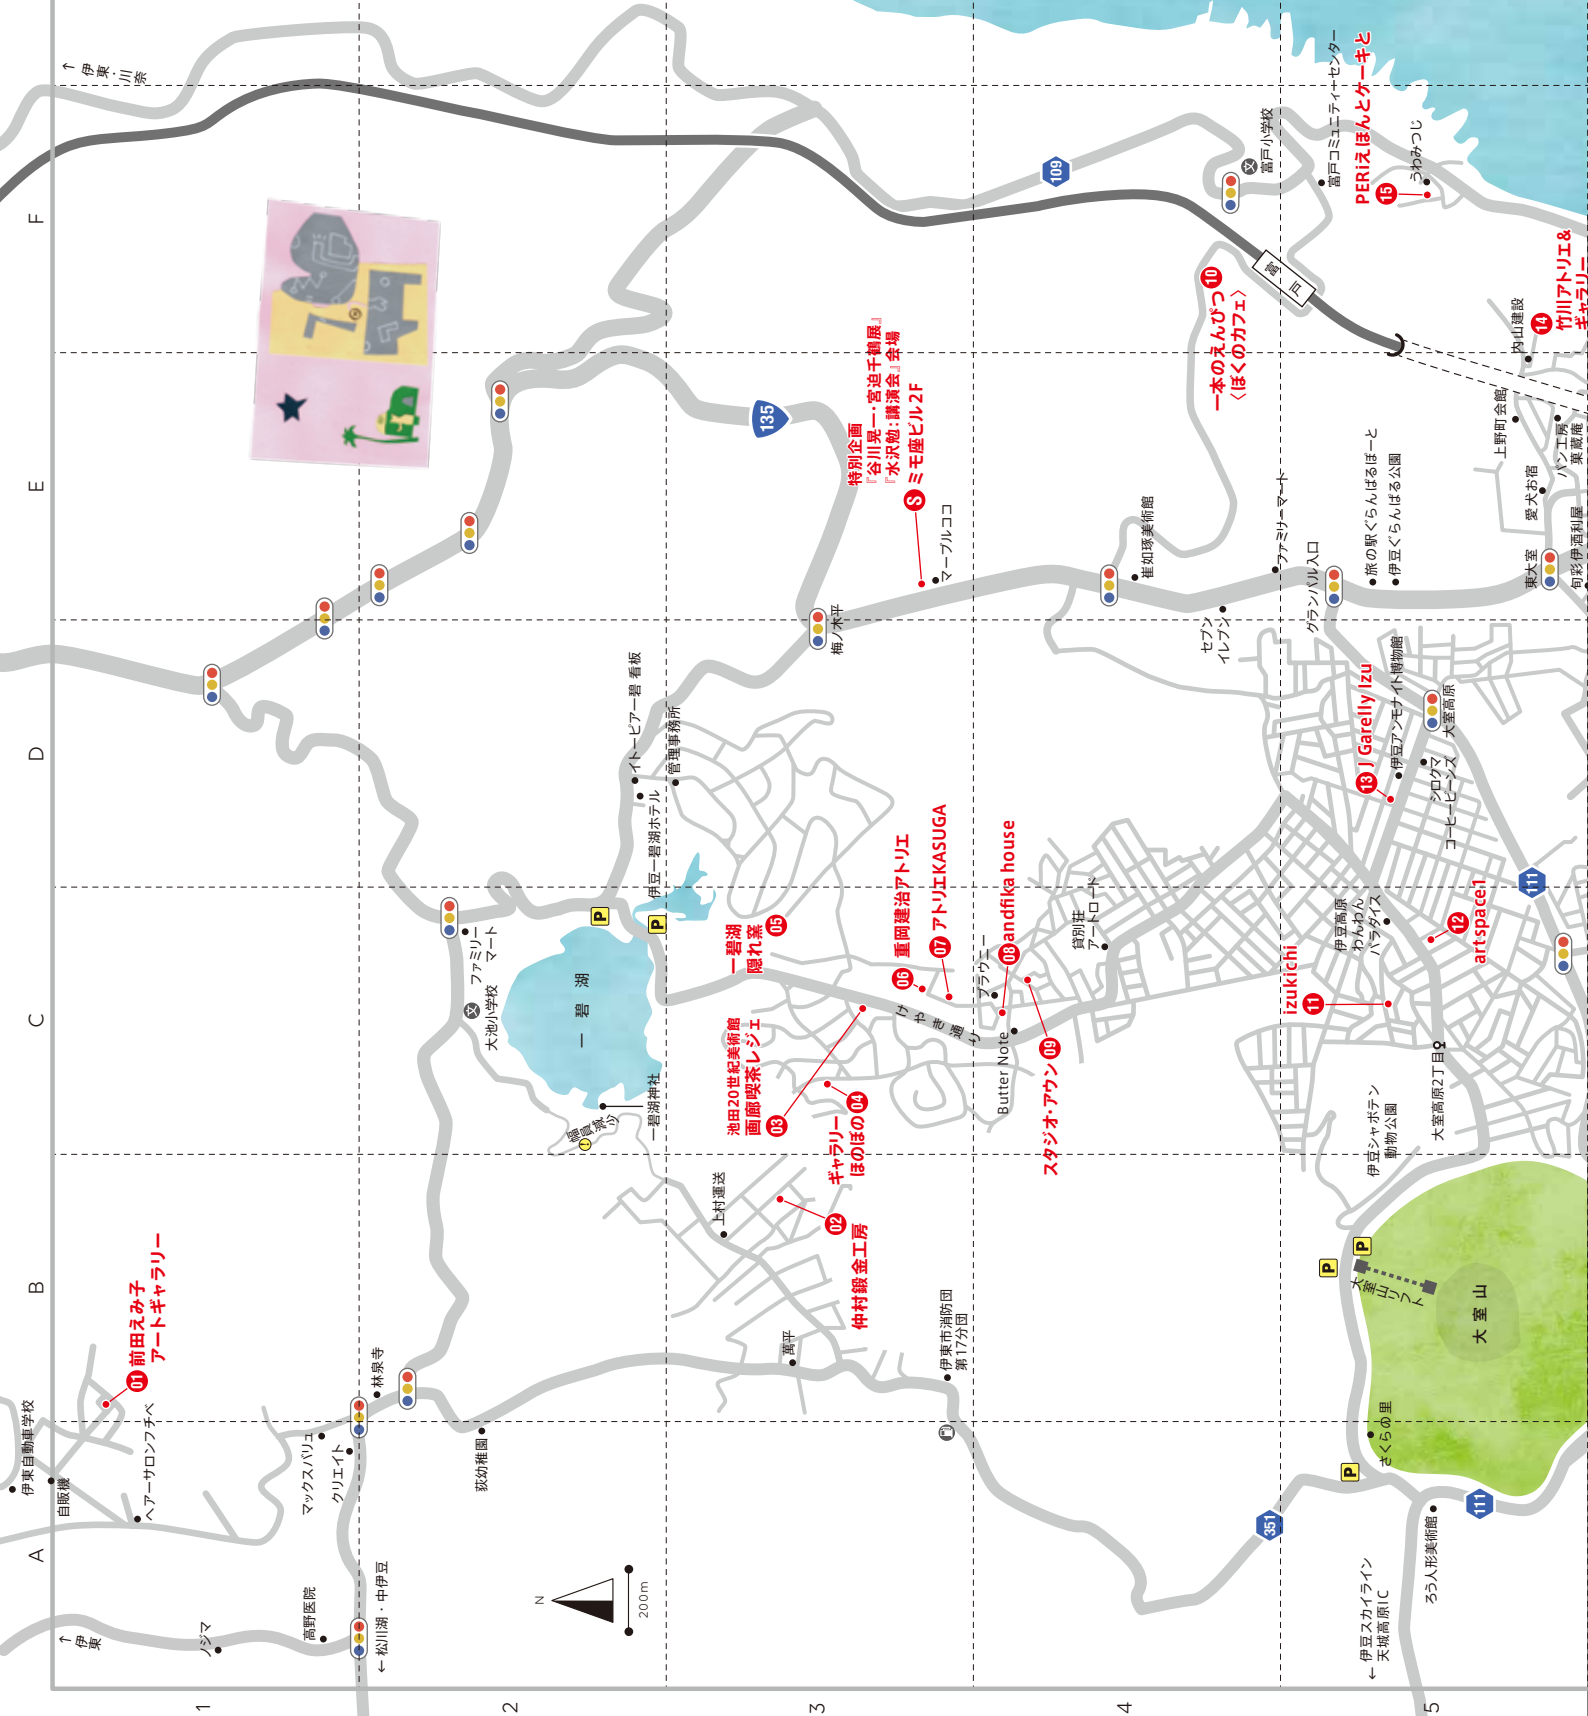 A
B
C
D
E
F
1
2
3
4
5
↑
伊東・川奈
↑
伊東
← 松川湖・中伊豆
← 伊豆スカイライン
天城高原IC
N
200m
伊東自動車学校
自販機
ヘアーサロンフチベ
01 前田えみ子
アートギャラリー
マックスバリュ
クリエイト
林泉寺
高野医院
ノジマ
荻幼稚園
ファミリー
マート
文
大池小学校
一碧湖
一碧湖神社
幅員減少
P
P
伊豆一碧湖ホテル
イトーピア一碧 看板
管理事務所
上村運送
02
仲村鍛金工房
萬平
伊東市消防団
第17分団
池田20世紀美術館
画廊喫茶レジェ
03
ギャラリー
ほのぼの 04
一碧湖
隠れ窯
05
06 重岡建治アトリエ
07 アトリエKASUGA
けやき通り
ブラウニー
08 andfika house
Butter Note
スタジオ・アウン 09
貸別荘
アートロード
梅ノ木平
135
特別企画
『谷川晃一・宮迫千鶴展』
『水沢勉:講演会』会場
S ミモ座ビル2F
マーブルココ
崔如琢美術館
セブン
イレブン
ファミリーマート
グランパル入口
旅の駅ぐらんぱるぽーと
伊豆ぐらんぱる公園
109
文
富戸小学校
富戸コミュニティーセンター
富戸
一本のえんぴつ 10
〈ぼくのカフェ〉
PERiえほんとケーキと
15
うわみつじ
14 竹川アトリエ&
ギャラリー
内山建設
上野町会館
パン工房
菓蔵庵
愛犬お宿
東大室
旬彩伊酒利屋
13 J Garelly Izu
伊豆アンモナイト博物館
大室高原
シロクマ
コーヒービーンズ
111
izukichi
11
伊豆高原
わんわん
パラダイス
12
artspace1
大室高原2丁目
伊豆シャボテン
動物公園
P
P
大室山リフト
大室山
さくらの里
P
351
111
ろう人形美術館